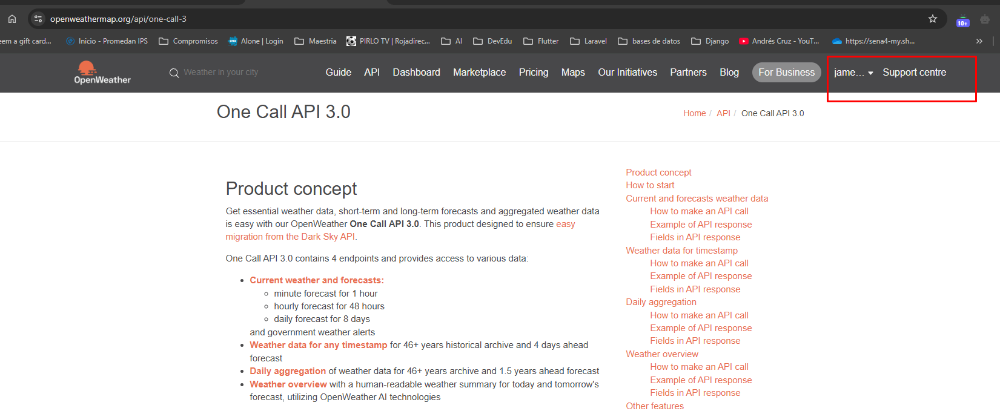 openweathermap.org/api/one-call-3
10+
eem a gift card... Inicio - Promedan IPS Compromisos Alone | Login Maestria PIRLO TV | Rojadirec... AI DevEdu Flutter Laravel bases de datos Django Andrés Cruz - YouT... https://sena4-my.sh...
OpenWeather Weather in your city Guide API Dashboard Marketplace Pricing Maps Our Initiatives Partners Blog For Business jame... Support centre
One Call API 3.0
Home / API / One Call API 3.0
Product concept
Get essential weather data, short-term and long-term forecasts and aggregated weather data
is easy with our OpenWeather One Call API 3.0. This product designed to ensure easy
migration from the Dark Sky API.
One Call API 3.0 contains 4 endpoints and provides access to various data:
• Current weather and forecasts:
minute forecast for 1 hour
hourly forecast for 48 hours
daily forecast for 8 days
and government weather alerts
• Weather data for any timestamp for 46+ years historical archive and 4 days ahead
forecast
• Daily aggregation of weather data for 46+ years archive and 1.5 years ahead forecast
• Weather overview with a human-readable weather summary for today and tomorrow's
forecast, utilizing OpenWeather AI technologies
Product concept
How to start
Current and forecasts weather data
How to make an API call
Example of API response
Fields in API response
Weather data for timestamp
How to make an API call
Example of API response
Fields in API response
Daily aggregation
How to make an API call
Example of API response
Fields in API response
Weather overview
How to make an API call
Example of API response
Fields in API response
Other features